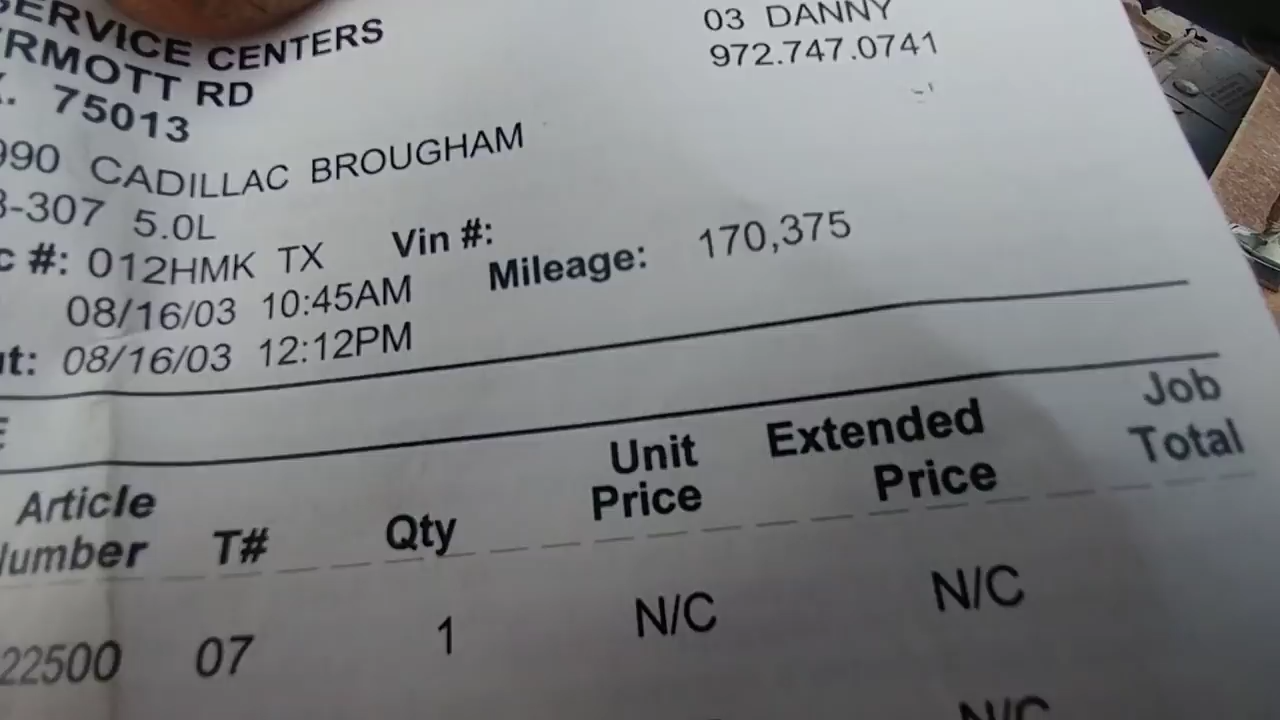 SERVICE CENTERS
RMOTT RD
75013
03 DANNY
972.747.0741
990 CADILLAC BROUGHAM
-307 5.0L
c #: 012HMK TX Vin #:
08/16/03 10:45AM Mileage: 170,375
ut: 08/16/03 12:12PM
Article Number T# Qty Unit Price Extended Price Job Total
22500 07 1 N/C N/C
N/C